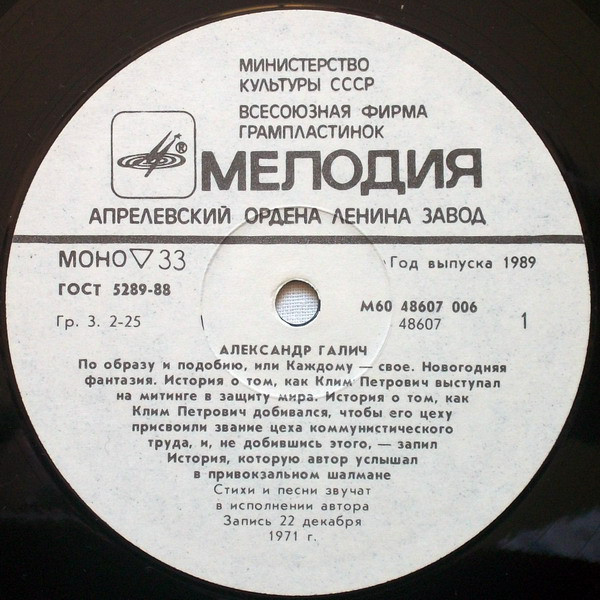 МИНИСТЕРСТВО
КУЛЬТУРЫ СССР
ВСЕСОЮЗНАЯ ФИРМА
ГРАМПЛАСТИНОК
®
МЕЛОДИЯ
АПРЕЛЕВСКИЙ ОРДЕНА ЛЕНИНА ЗАВОД
МОНО ▽ 33
Год выпуска 1989
ГОСТ 5289-88
М60 48607 006
Гр. 3. 2-25
48607
1
АЛЕКСАНДР ГАЛИЧ
По образу и подобию, или Каждому — свое. Новогодняя
фантазия. История о том, как Клим Петрович выступал
на митинге в защиту мира. История о том, как
Клим Петрович добивался, чтобы его цеху
присвоили звание цеха коммунистического
труда, и, не добившись этого, — запил
История, которую автор услышал
в привокзальном шалмане
Стихи и песни звучат
в исполнении автора
Запись 22 декабря
1971 г.